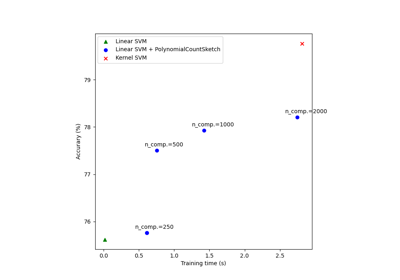 Linear SVM
Linear SVM + PolynomialCountSketch
Kernel SVM
79
78
77
76
Accurary (%)
n_comp.=2000
n_comp.=1000
n_comp.=500
n_comp.=250
0.0 0.5 1.0 1.5 2.0 2.5
Training time (s)